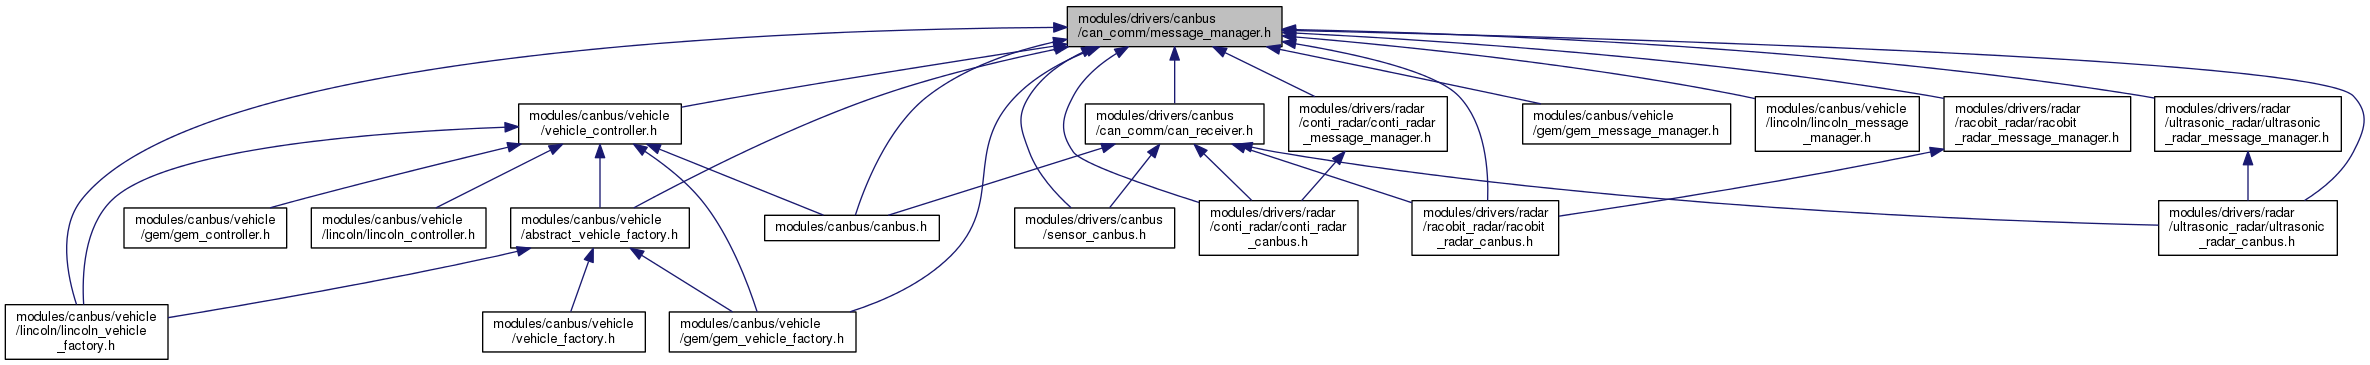 modules/drivers/canbus
/can_comm/message_manager.h
modules/canbus/vehicle
/vehicle_controller.h
modules/drivers/canbus
/can_comm/can_receiver.h
modules/drivers/radar
/conti_radar/conti_radar
_message_manager.h
modules/canbus/vehicle
/gem/gem_message_manager.h
modules/canbus/vehicle
/lincoln/lincoln_message
_manager.h
modules/drivers/radar
/racobit_radar/racobit
_radar_message_manager.h
modules/drivers/radar
/ultrasonic_radar/ultrasonic
_radar_message_manager.h
modules/canbus/vehicle
/gem/gem_controller.h
modules/canbus/vehicle
/lincoln/lincoln_controller.h
modules/canbus/vehicle
/abstract_vehicle_factory.h
modules/canbus/canbus.h
modules/drivers/canbus
/sensor_canbus.h
modules/drivers/radar
/conti_radar/conti_radar
_canbus.h
modules/drivers/radar
/racobit_radar/racobit
_radar_canbus.h
modules/drivers/radar
/ultrasonic_radar/ultrasonic
_radar_canbus.h
modules/canbus/vehicle
/lincoln/lincoln_vehicle
_factory.h
modules/canbus/vehicle
/vehicle_factory.h
modules/canbus/vehicle
/gem/gem_vehicle_factory.h